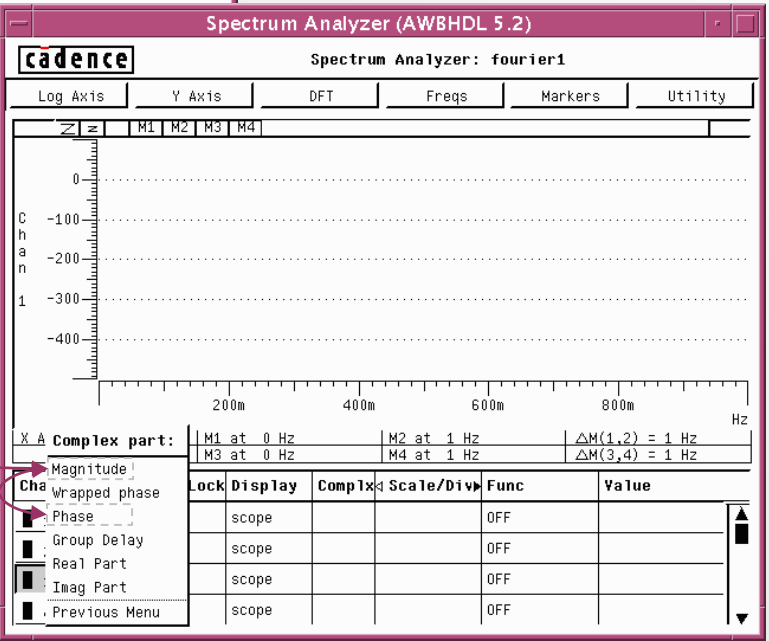 Spectrum Analyzer (AWBHDL 5.2)
cadence Spectrum Analyzer: fourier1
Log Axis Y Axis DFT Freqs Markers Utility
Z z M1 M2 M3 M4
0
-100
-200
-300
-400
Chan 1
200m 400m 600m 800m
Hz
X A M1 at 0 Hz M2 at 1 Hz △M(1,2) = 1 Hz
M3 at 0 Hz M4 at 1 Hz △M(3,4) = 1 Hz
Complex part:
Magnitude
Wrapped phase
Phase
Group Delay
Real Part
Imag Part
Previous Menu
Cha Lock Display Complx Scale/Div Func Value
scope OFF
scope OFF
scope OFF
scope OFF